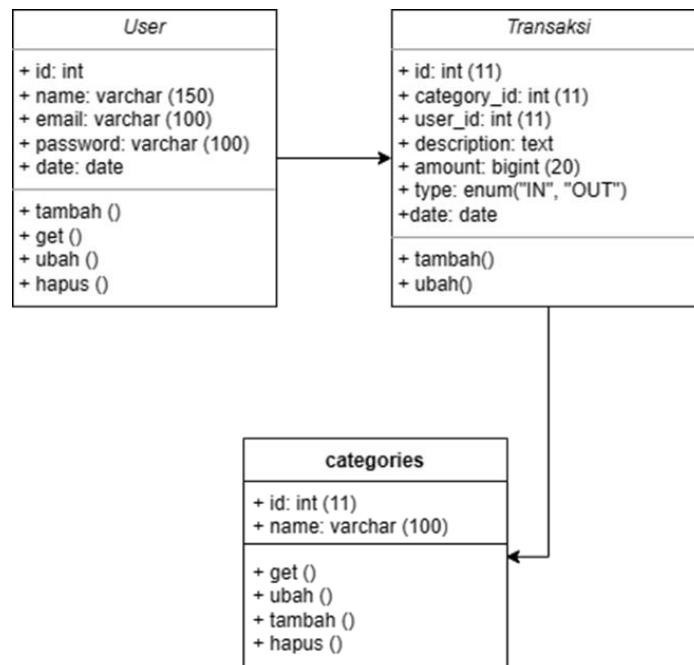 User
+ id: int
+ name: varchar (150)
+ email: varchar (100)
+ password: varchar (100)
+ date: date
+ tambah ()
+ get ()
+ ubah ()
+ hapus ()
Transaksi
+ id: int (11)
+ category_id: int (11)
+ user_id: int (11)
+ description: text
+ amount: bigint (20)
+ type: enum("IN", "OUT")
+date: date
+ tambah()
+ ubah()
categories
+ id: int (11)
+ name: varchar (100)
+ get ()
+ ubah ()
+ tambah ()
+ hapus ()